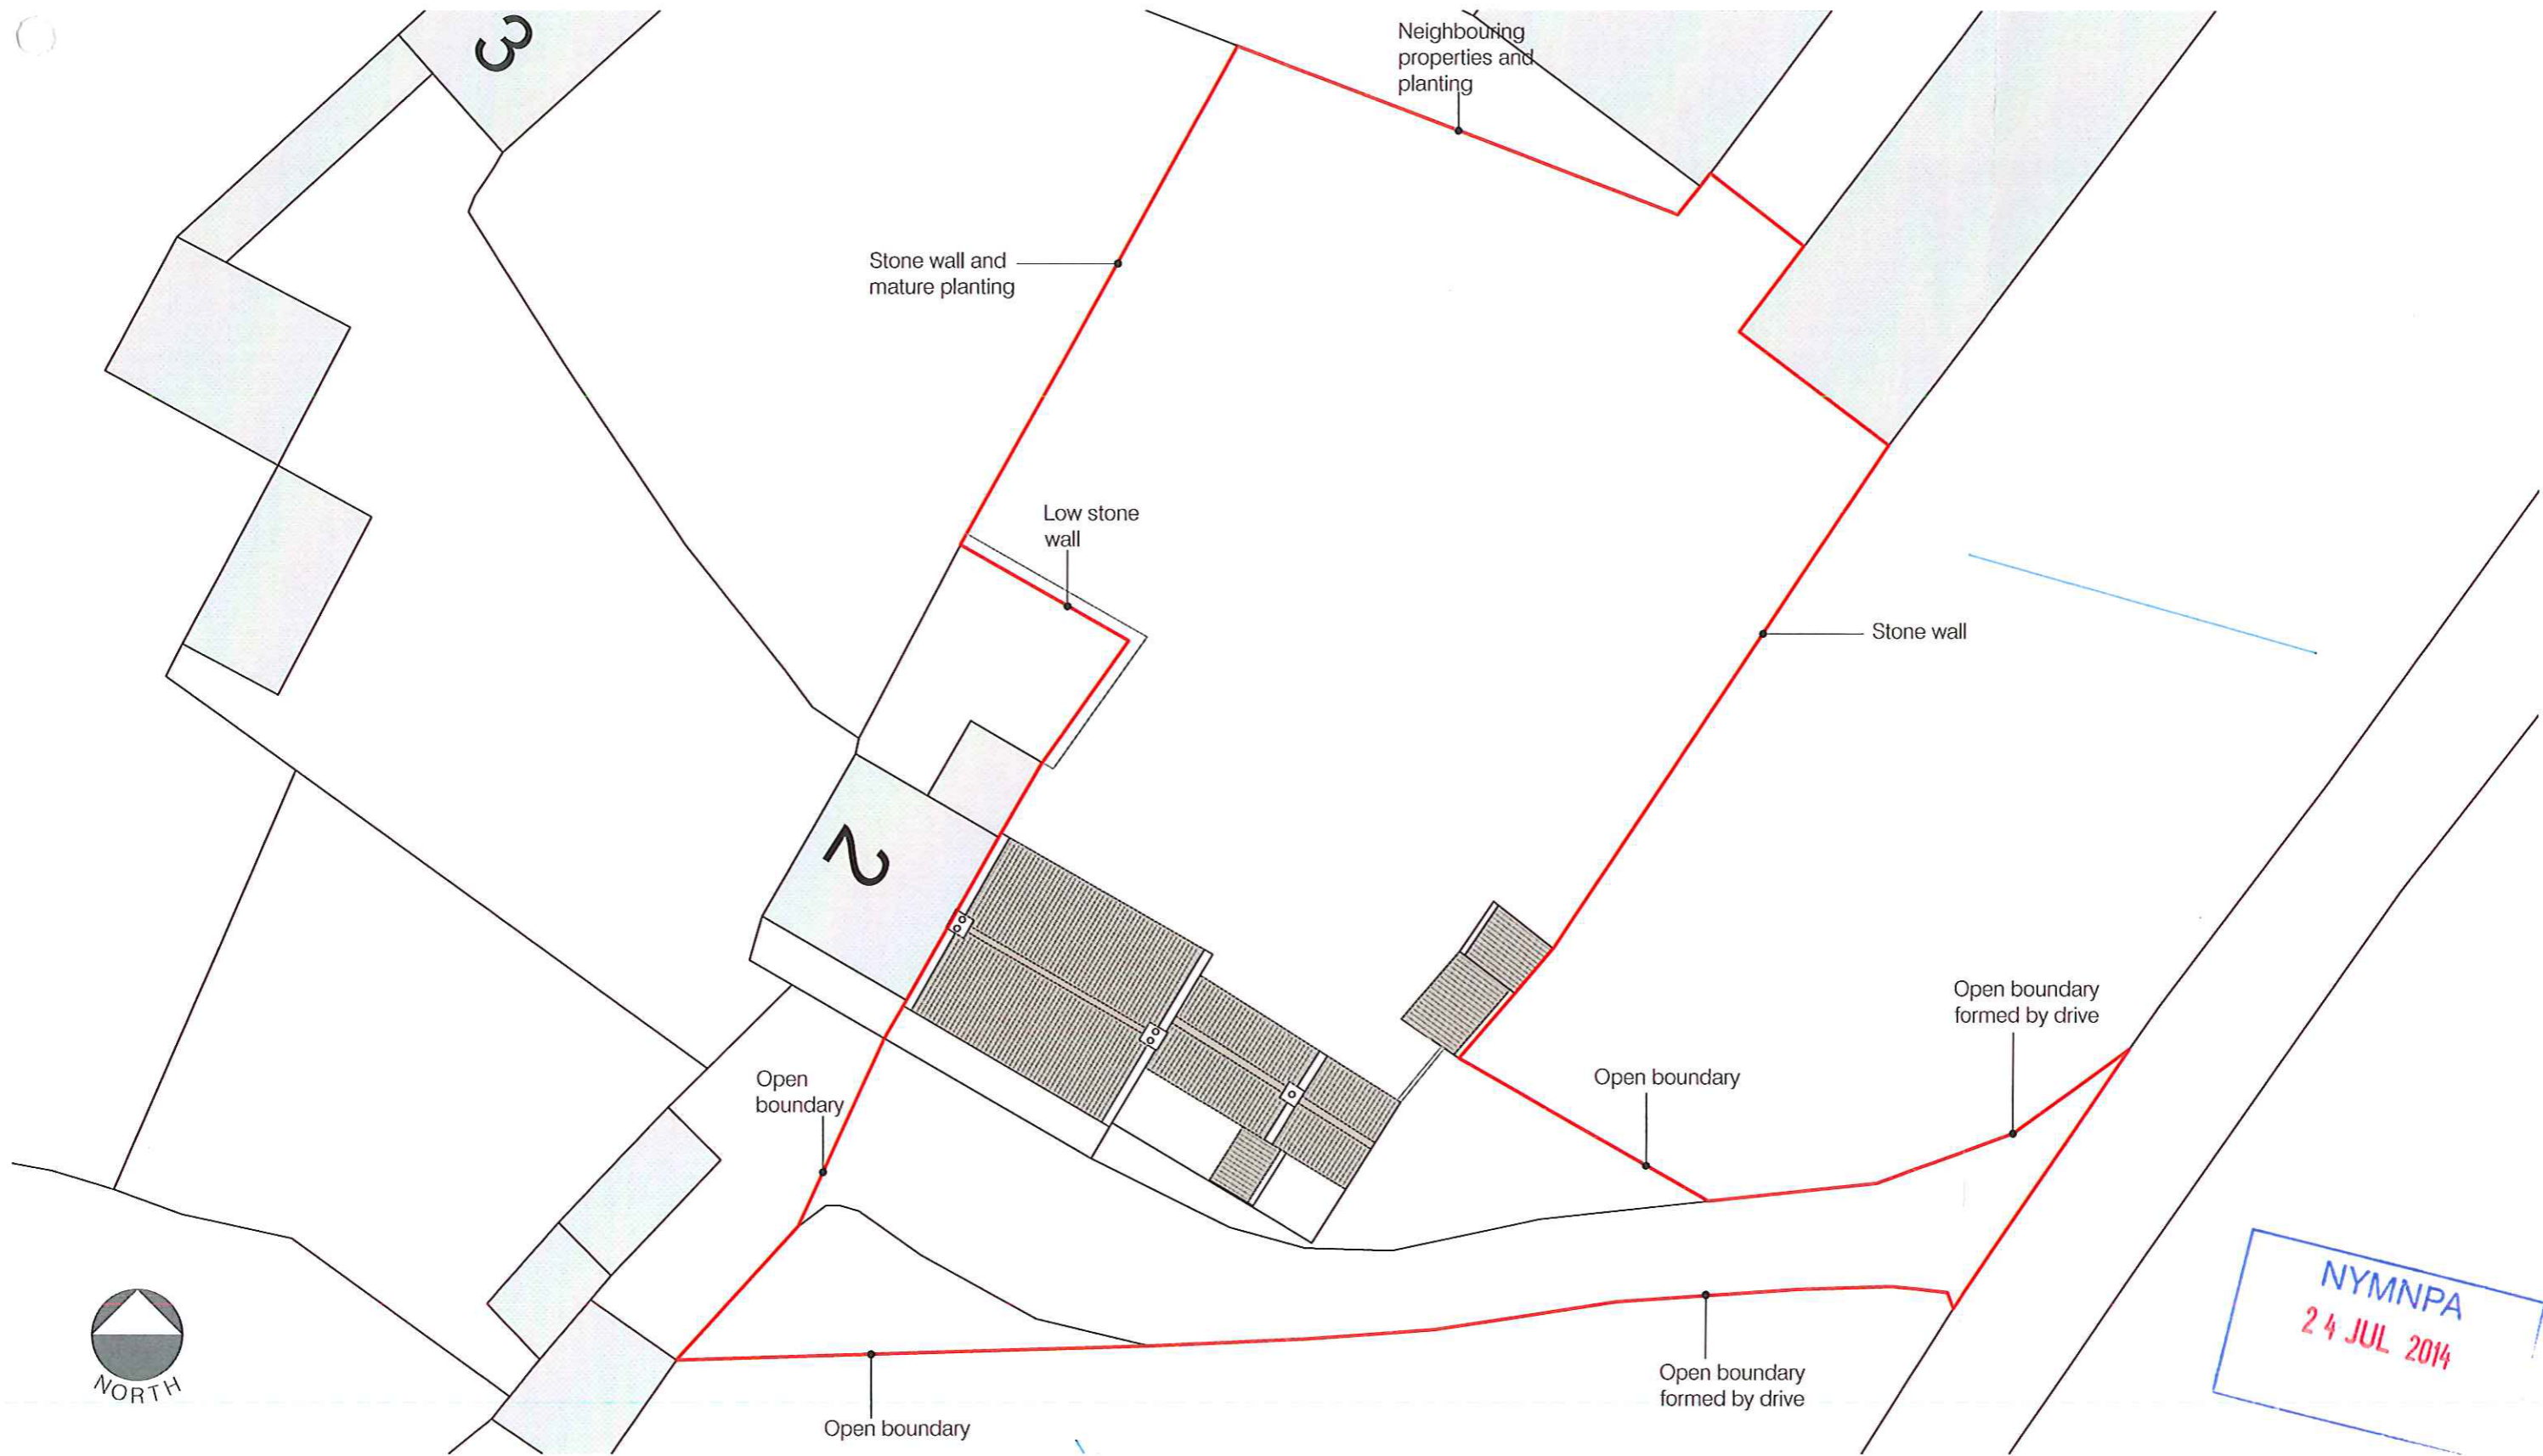 3
Neighbouring
properties and
planting
Stone wall and
mature planting
Low stone
wall
Stone wall
2
Open boundary
formed by drive
Open
boundary
Open boundary
NYMNPA
24 JUL 2014
Open boundary
formed by drive
NORTH
Open boundary